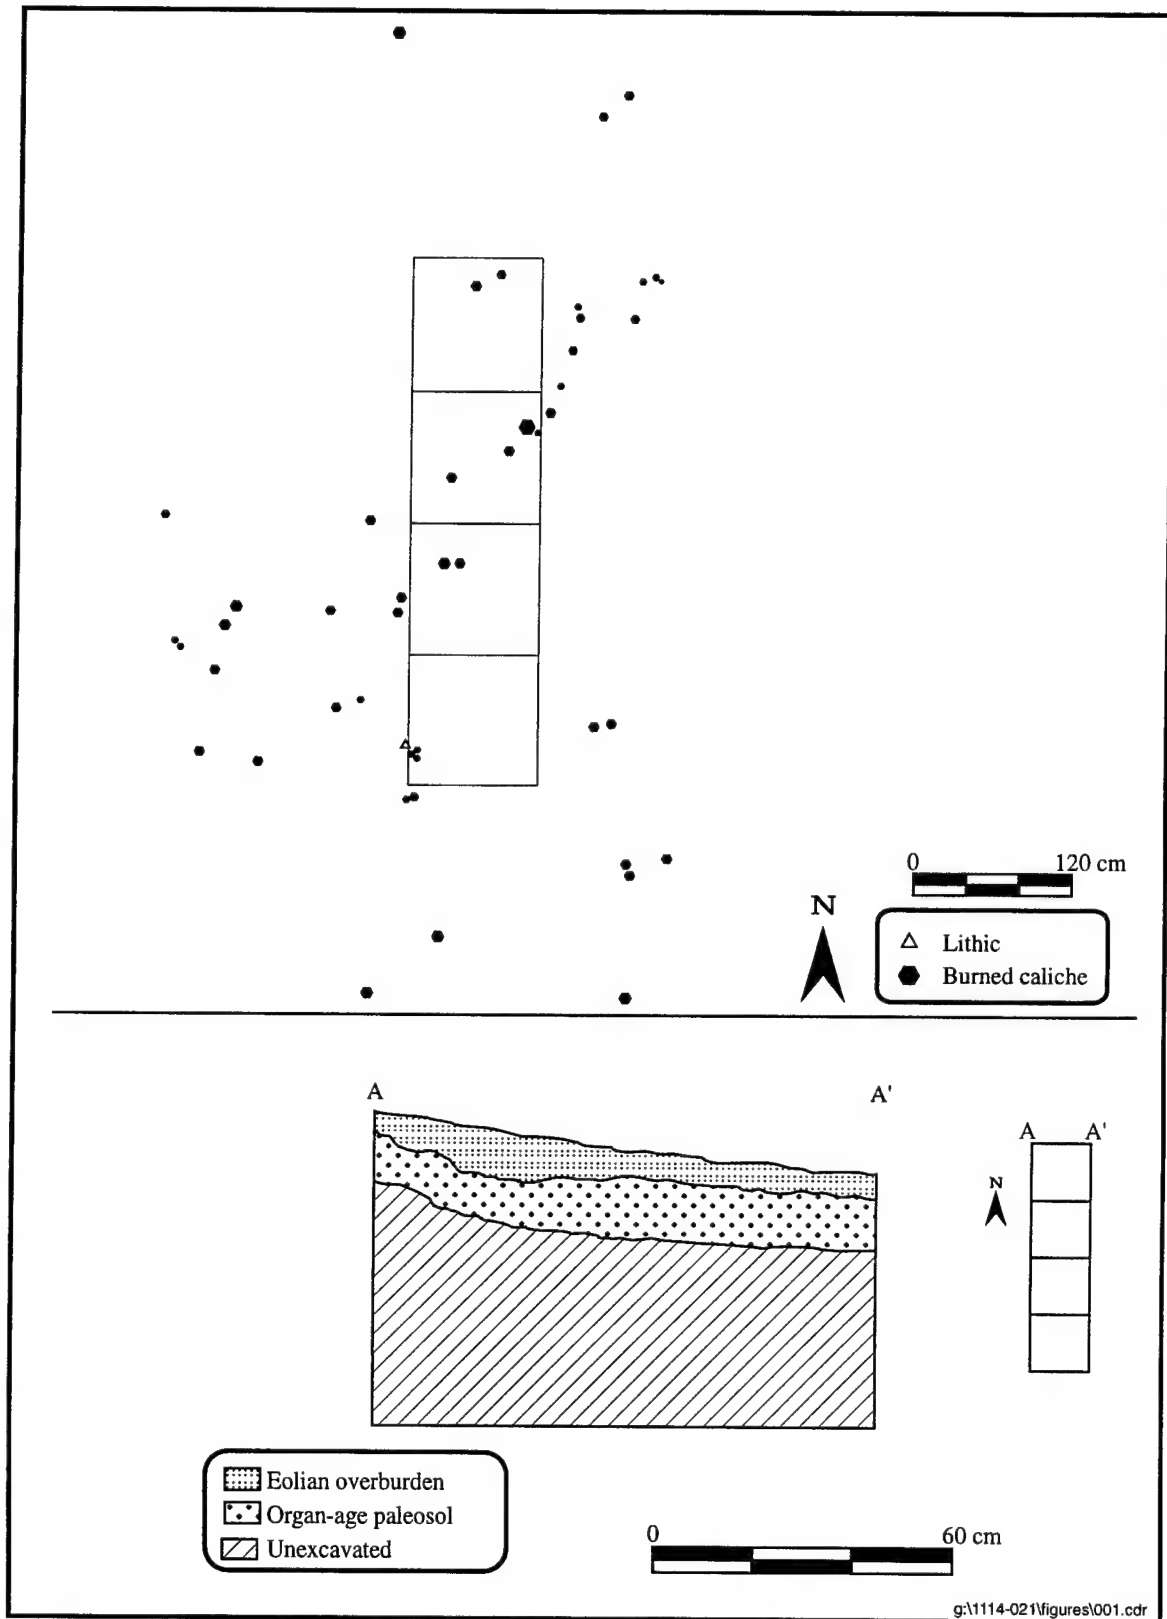 0 120 cm
N
Lithic
Burned caliche
A A'
A A'
N
Eolian overburden
Organ-age paleosol
Unexcavated
0 60 cm
g:\1114-021\figures\001.cdr